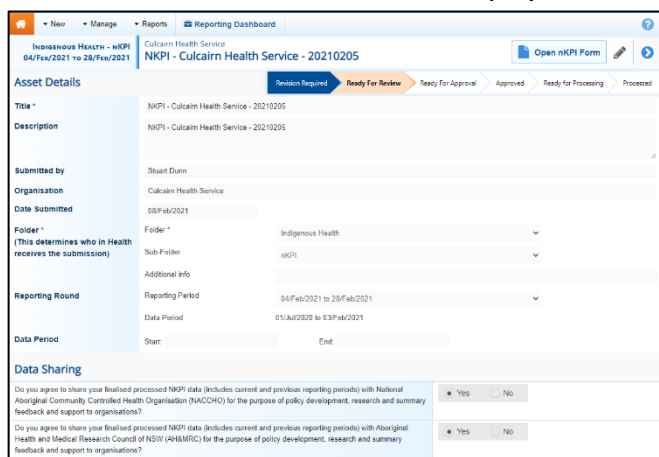 New Manage Reports Reporting Dashboard
INDIGENOUS HEALTH - NKPI
04/FEB/2021 TO 28/FEB/2021
Culcairn Health Service
NKPI - Culcairn Health Service - 20210205
Open nKPI Form
Asset Details
Revision Required Ready For Review Ready For Approval Approved Ready for Processing Processed
Title * NKPI - Culcairn Health Service - 20210205
Description NKPI - Culcairn Health Service - 20210205
Submitted by Stuart Dunn
Organisation Culcairn Health Service
Date Submitted 08/Feb/2021
Folder * Folder * Indigenous Health
(This determines who in Health
receives the submission) Sub-Folder nKPI
Additional info
Reporting Round Reporting Period 04/Feb/2021 to 28/Feb/2021
Data Period 01/Jul/2020 to 03/Feb/2021
Data Period Start: End:
Data Sharing
Do you agree to share your finalised processed NKPI data (includes current and previous reporting periods) with National
Aboriginal Community Controlled Health Organisation (NACCHO) for the purpose of policy development, research and summary
feedback and support to organisations? Yes No
Do you agree to share your finalised processed NKPI data (includes current and previous reporting periods) with Aboriginal
Health and Medical Research Council of NSW (AH&MRC) for the purpose of policy development, research and summary
feedback and support to organisations? Yes No